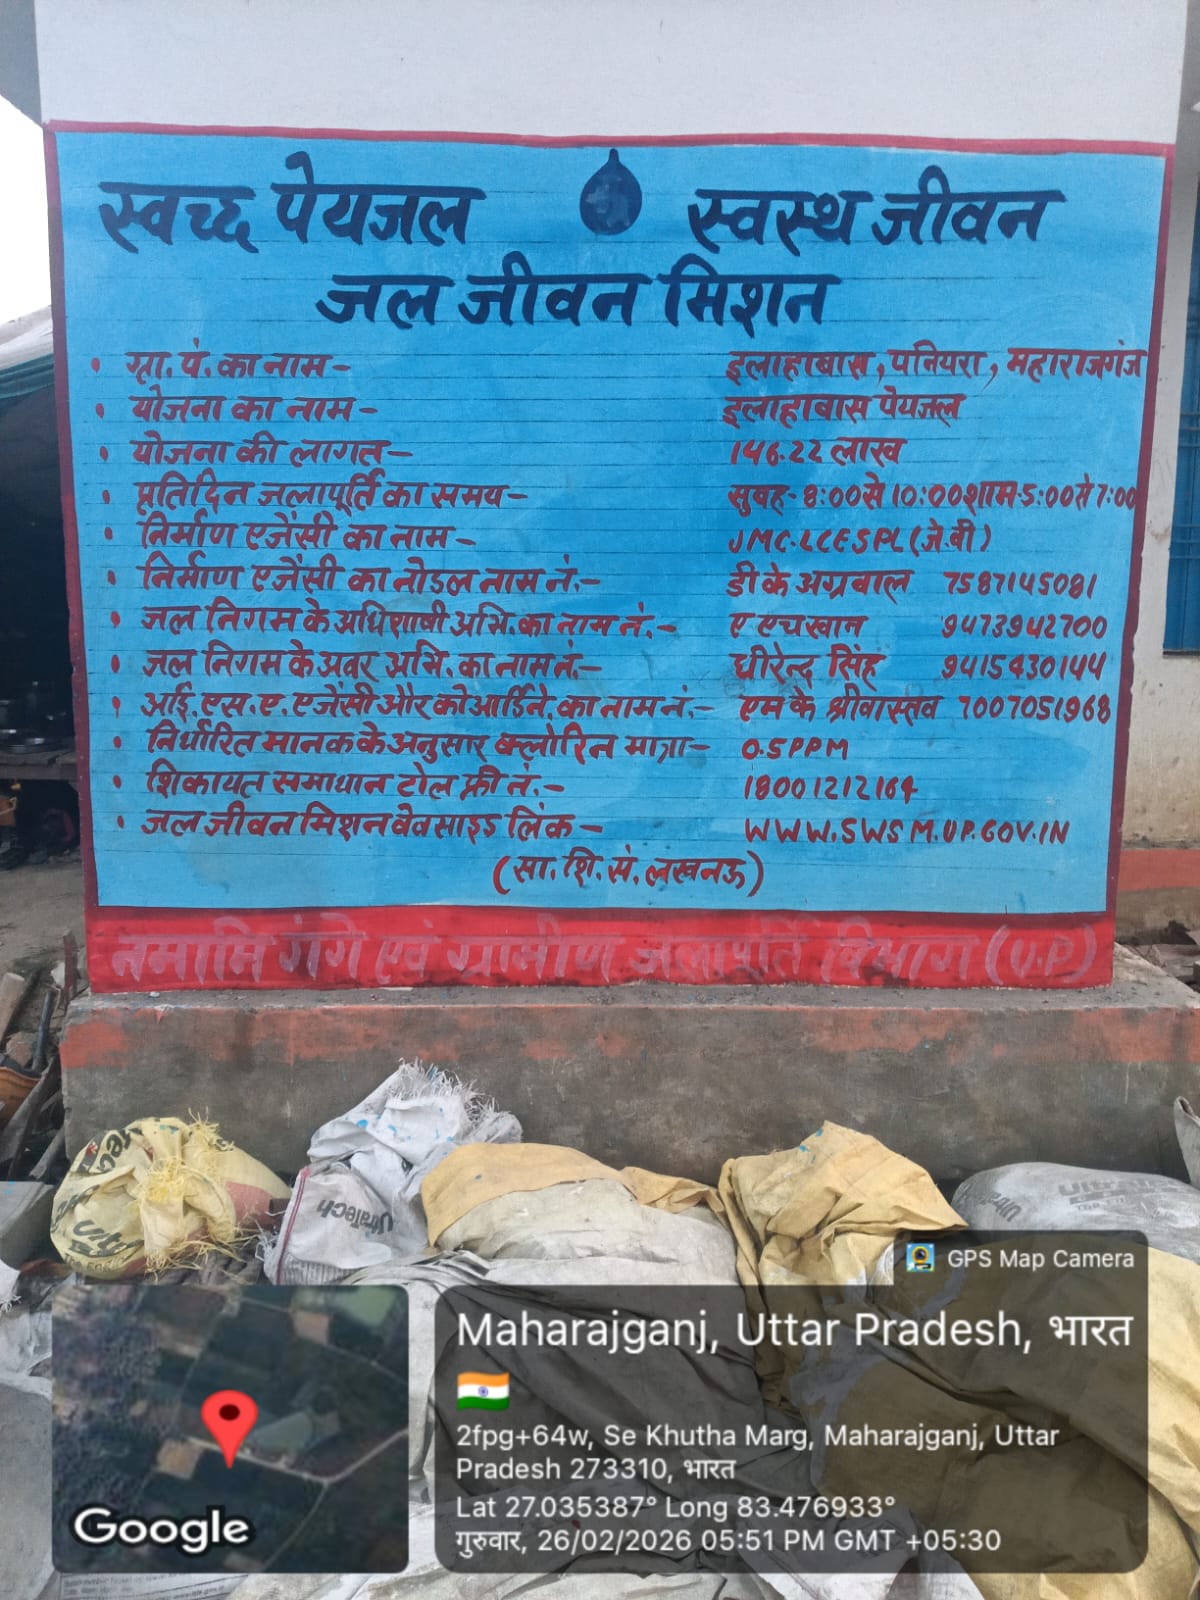 स्वच्छ पेयजल स्वस्थ जीवन
जल जीवन मिशन
• ग्रा. पं. का नाम- इलाहाबास, पनियरा, महाराजगंज
• योजना का नाम- इलाहाबास पेयजल
• योजना की लागत- 146.22 लाख
• प्रतिदिन जलापूर्ति का समय- सुबह- 8:00 से 10:00 शाम-5:00 से 7:00
• निर्माण एजेंसी का नाम- JMC-LCESPL (जे.बी)
• निर्माण एजेंसी का नोडल नाम नं.- डी के अग्रवाल 7587145081
• जल निगम के अधिशाषी अभि. का नाम नं.- ए एच खान 9473942700
• जल निगम के अवर अभि. का नाम नं- धीरेन्द्र सिंह 9415430144
• आई.एस.ए. एजेंसी और कोआर्डिने. का नाम नं.- एम के श्रीवास्तव 7007051968
• निर्धारित मानक के अनुसार क्लोरिन मात्रा- 0.5 PPM
• शिकायत समाधान टोल फ्री नं.- 18001212164
• जल जीवन मिशन वेवसाइड लिंक- WWW.SWSM.UP.GOV.IN
(सा. शि. सं. लखनऊ)
नमामि गंगे एवं ग्रामीण जलापूर्ति विभाग (U.P)
UltraTech
UltraTech
GPS Map Camera
Maharajganj, Uttar Pradesh, भारत
2fpg+64w, Se Khutha Marg, Maharajganj, Uttar
Pradesh 273310, भारत
Lat 27.035387° Long 83.476933°
गुरुवार, 26/02/2026 05:51 PM GMT +05:30
Google